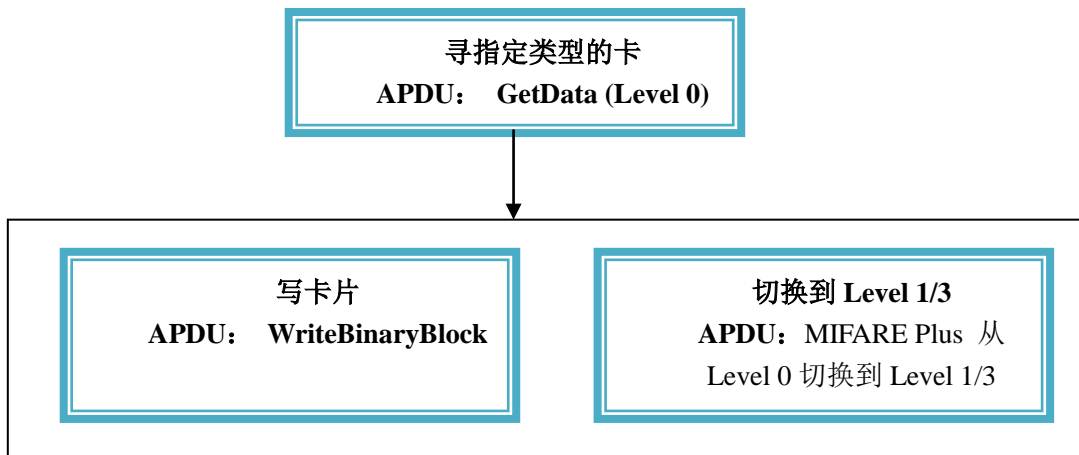 寻指定类型的卡
APDU： GetData (Level 0)
写卡片
APDU： WriteBinaryBlock
切换到 Level 1/3
APDU：MIFARE Plus 从
Level 0 切换到 Level 1/3